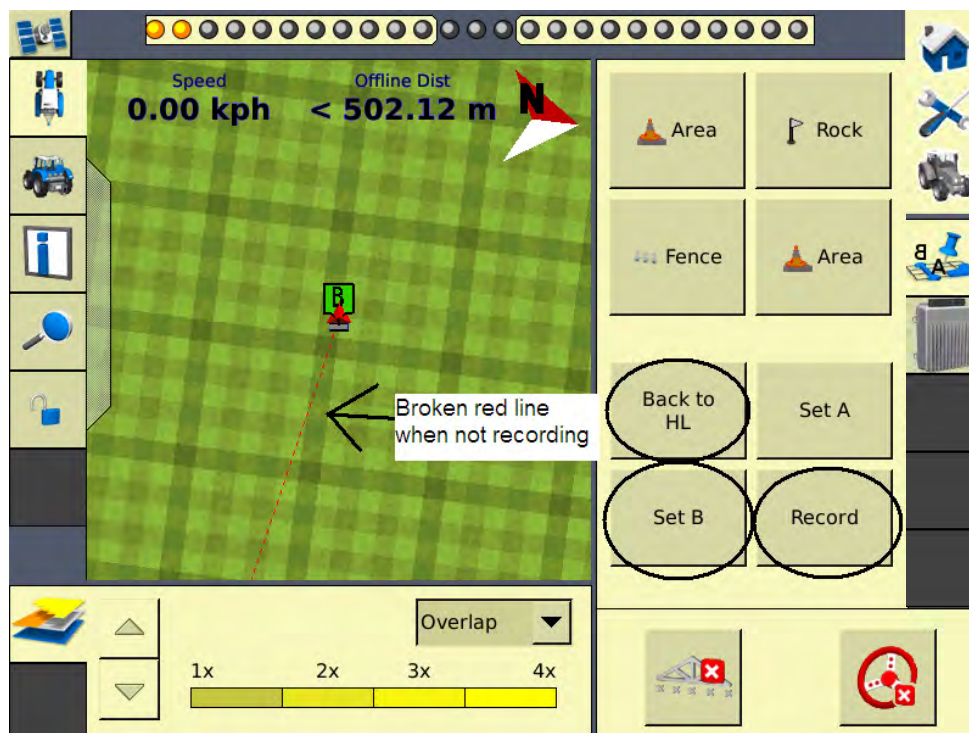 Speed
Offline Dist
0.00 kph
< 502.12 m
N
Area
Rock
Fence
Area
B
A
B
Broken red line
when not recording
Back to
HL
Set A
Set B
Record
Overlap
1x 2x 3x 4x